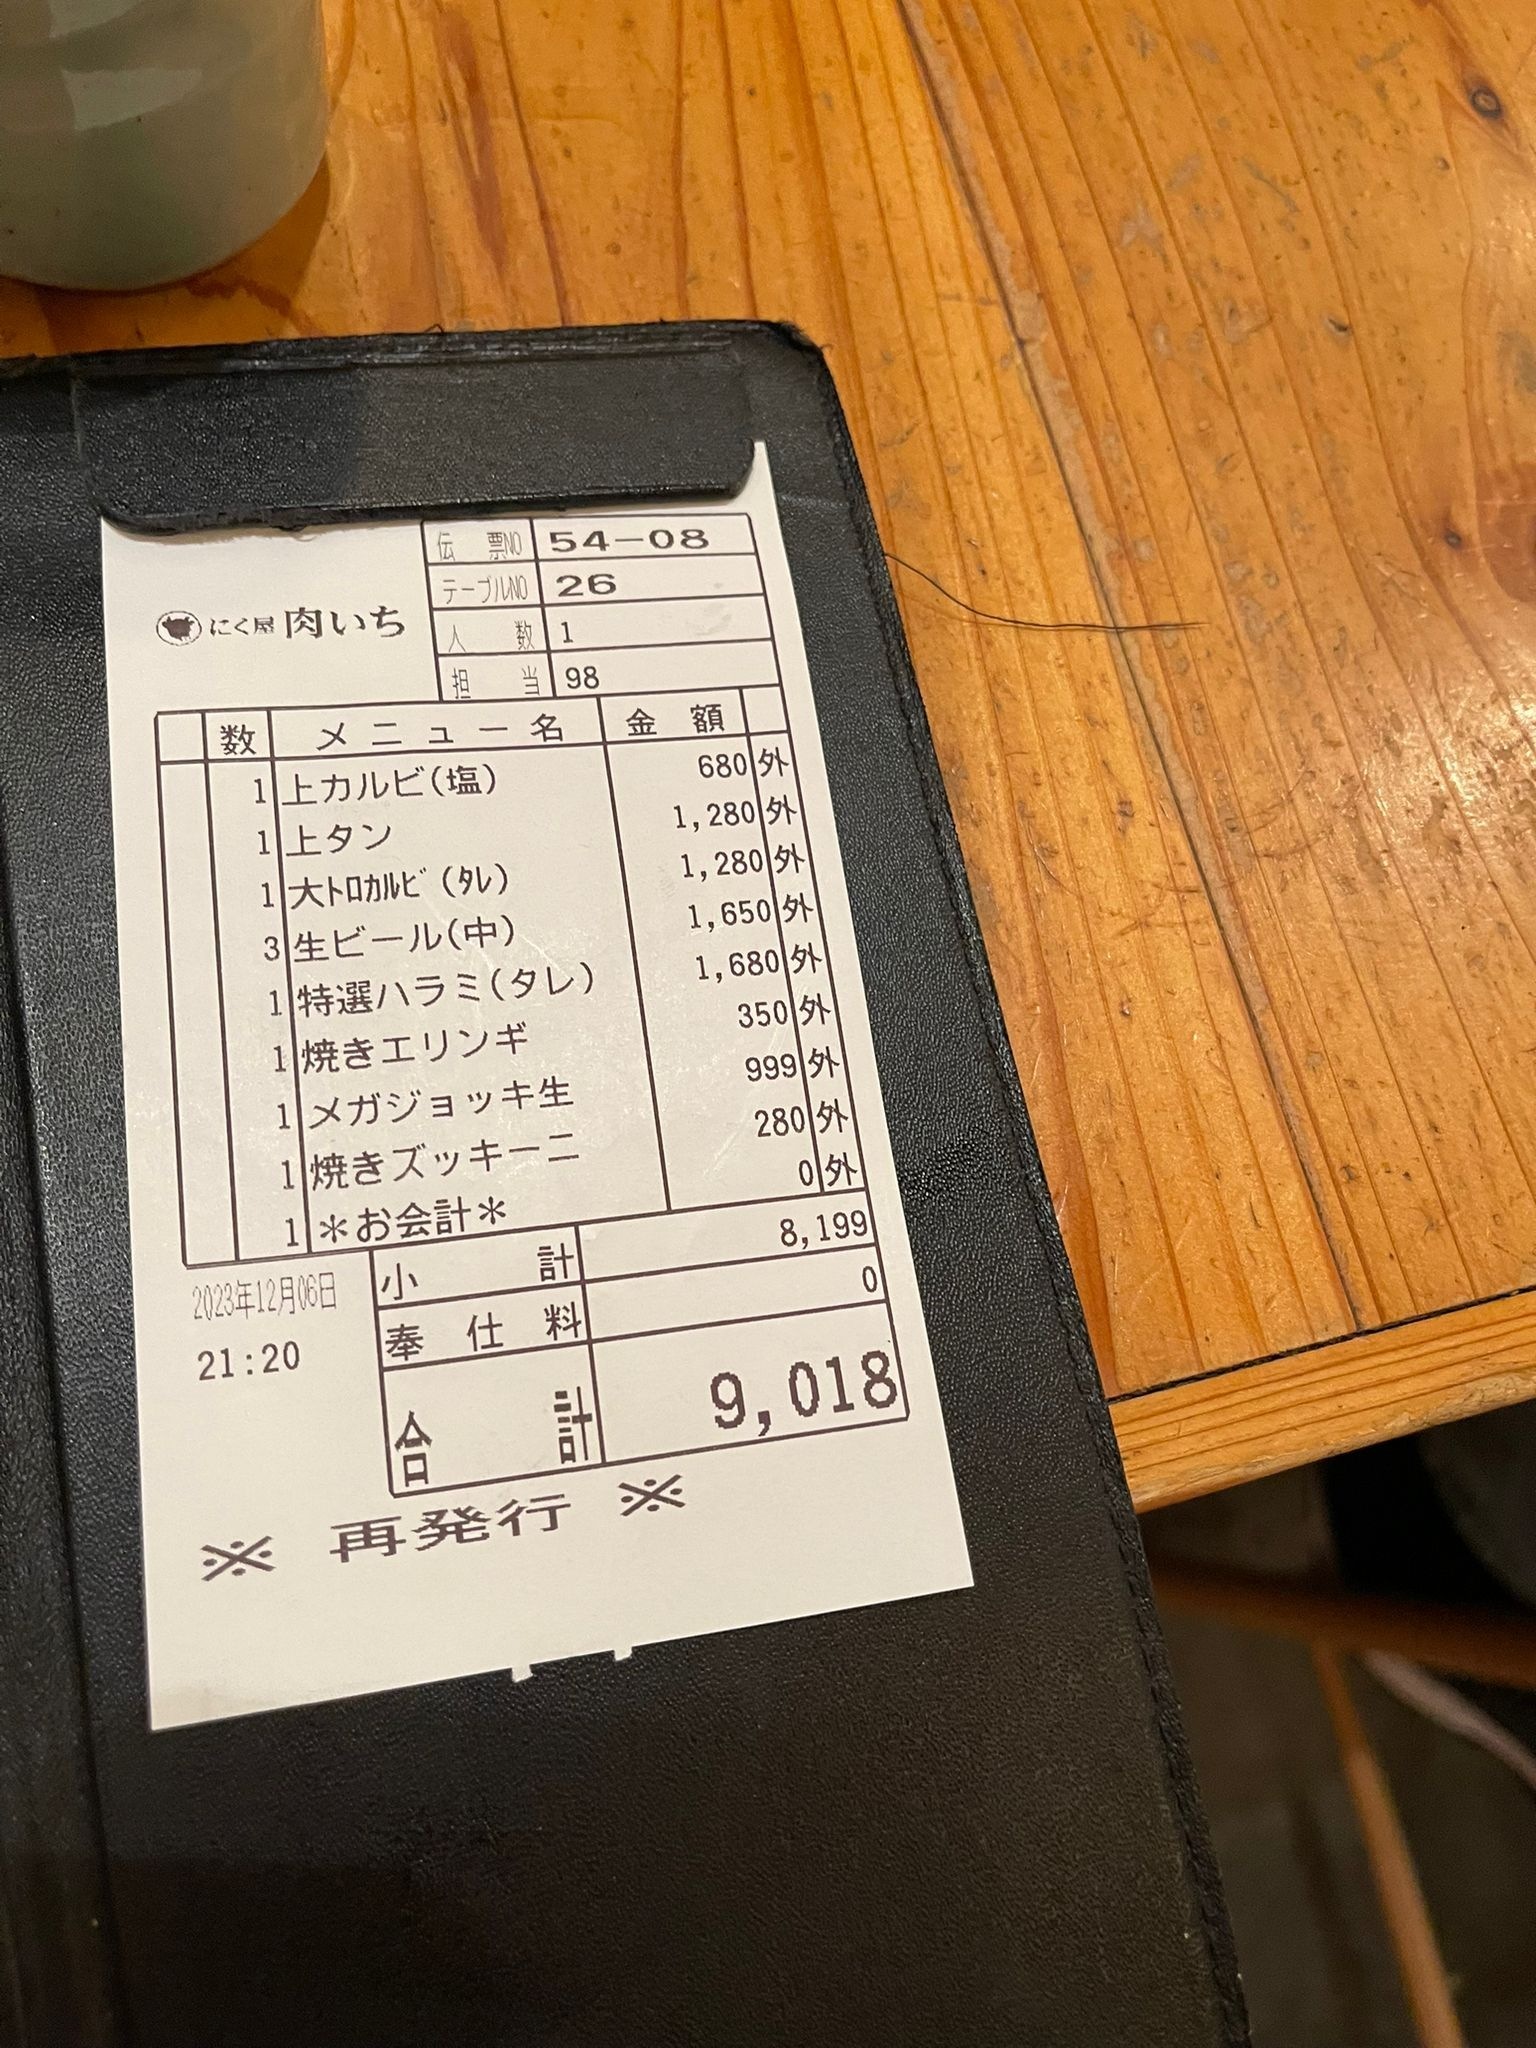 伝票NO 54-08
テーブルNO 26
にく屋 肉いち
人数 1
担当 98
数 メニュー名 金額
1 上カルビ(塩) 680 外
1 上タン 1,280 外
1 大トロカルビ(タレ) 1,280 外
3 生ビール(中) 1,650 外
1 特選ハラミ(タレ) 1,680 外
1 焼きエリンギ 350 外
1 メガジョッキ生 999 外
1 焼きズッキーニ 280 外
1 *お会計* 0 外
小計 8,199
2023年12月06日
奉仕料 0
21:20
合計 9,018
※ 再発行 ※